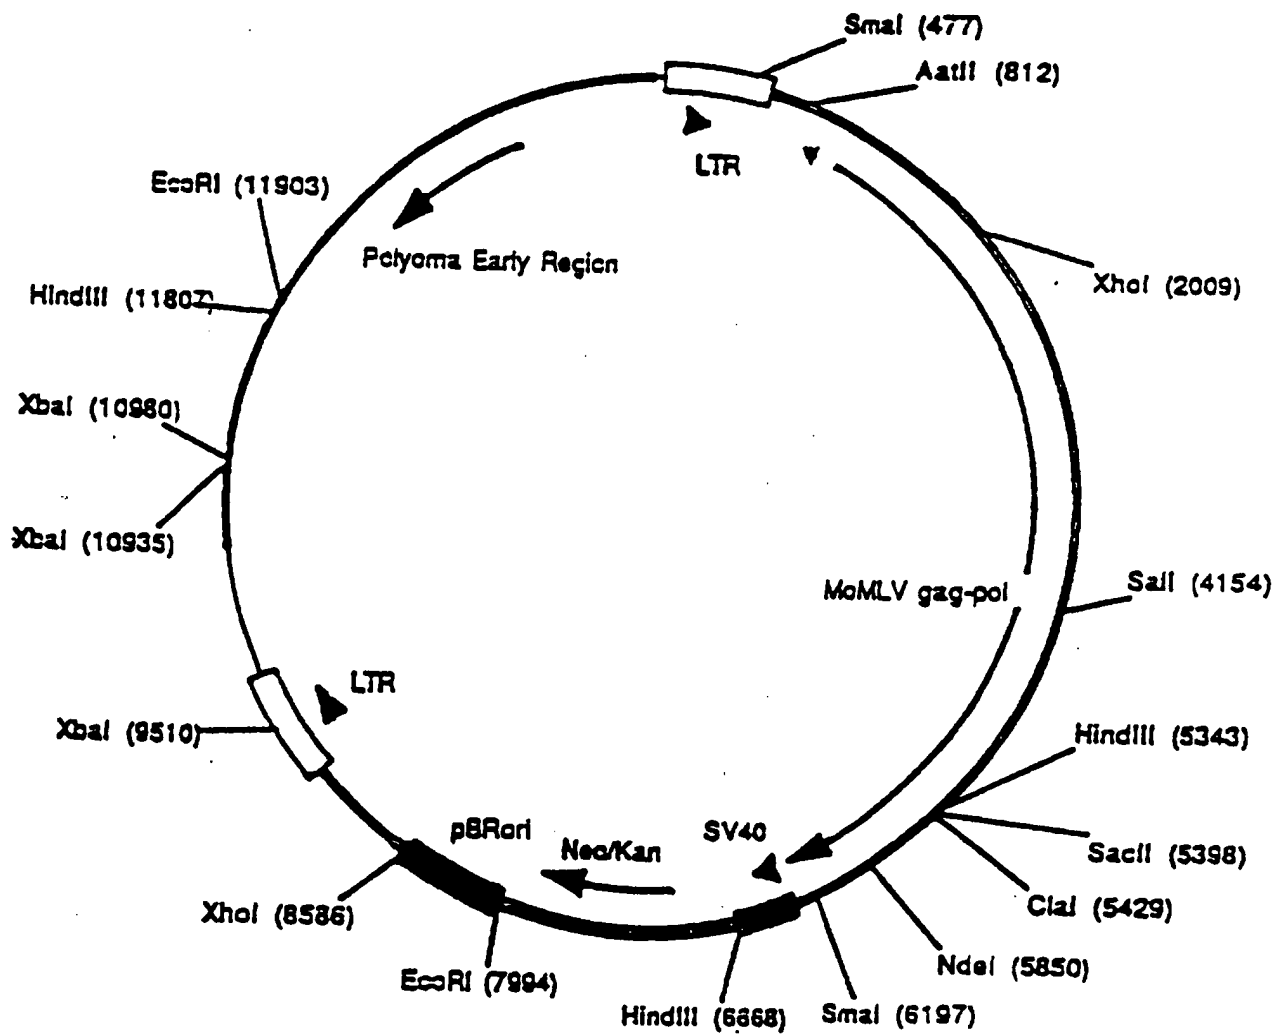 SmaI (477)
AatII (812)
LTR
ψ
EcoRI (11903)
Polyoma Early Region
XhoI (2009)
HindIII (11807)
XbaI (10980)
XbaI (10935)
MoMLV gag-pol
SalI (4154)
LTR
XbaI (9510)
HindIII (5343)
pBRori
Neo/Kan
SV40
SacII (5398)
XhoI (8586)
ClaI (5429)
NdeI (5850)
EcoRI (7994)
HindIII (6668)
SmaI (6197)